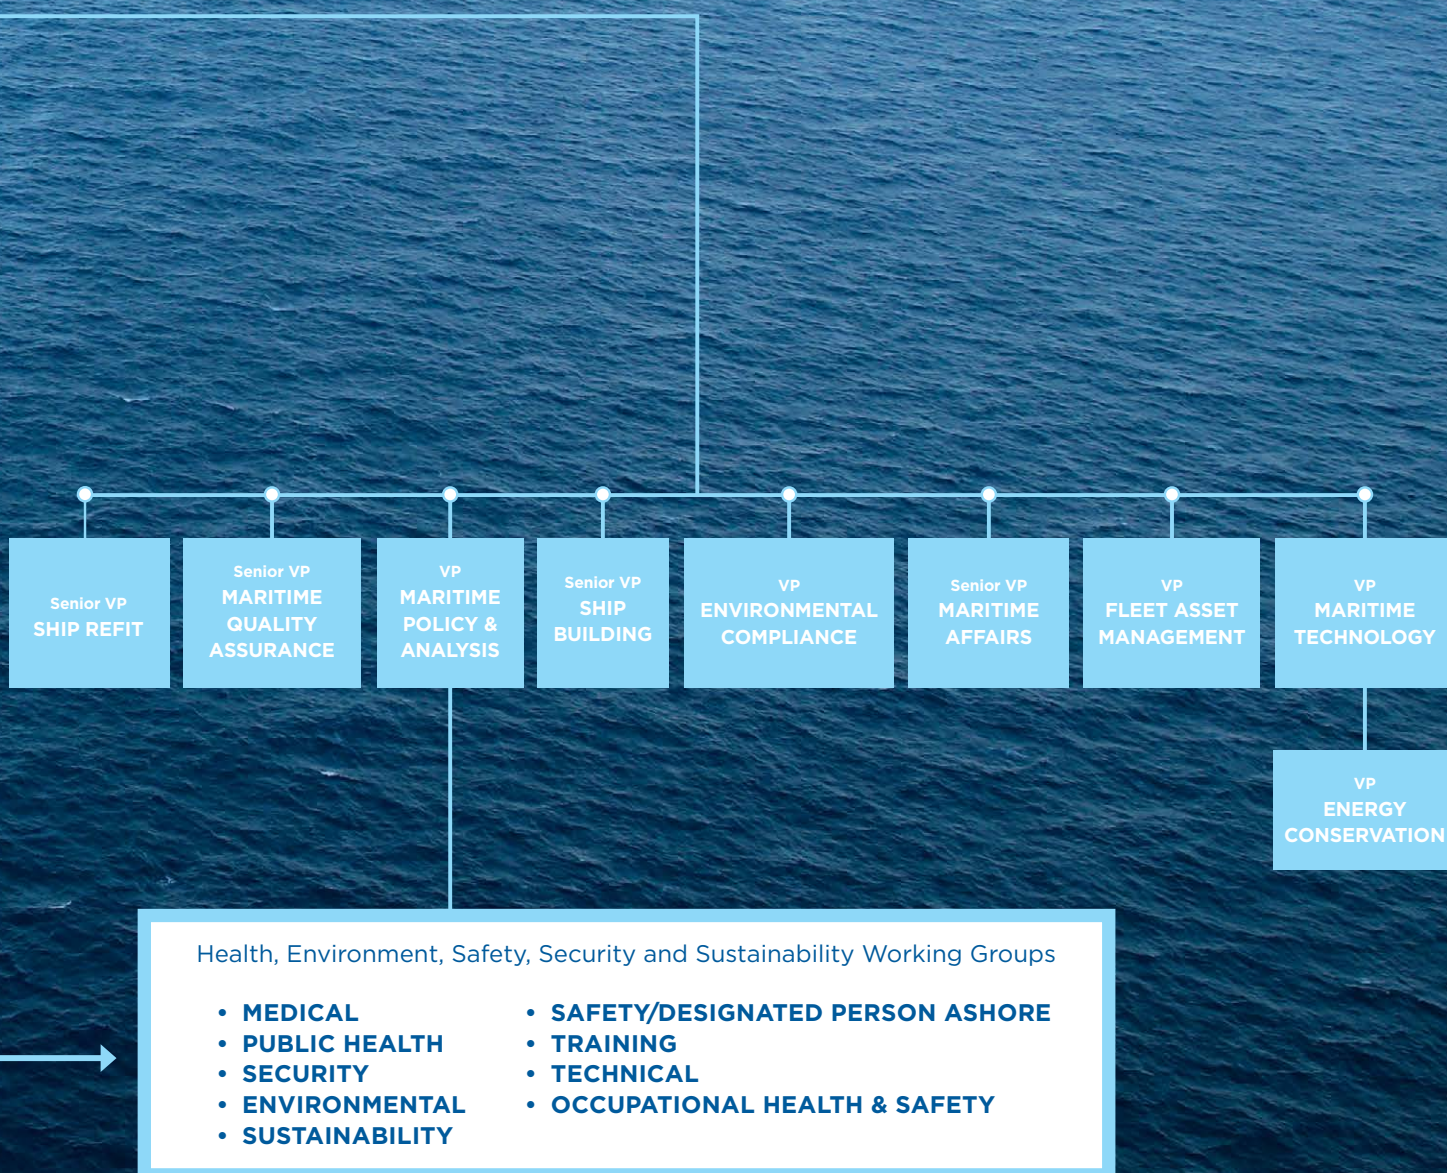 Senior VP
SHIP REFIT
Senior VP
MARITIME
QUALITY
ASSURANCE
VP
MARITIME
POLICY &
ANALYSIS
Senior VP
SHIP
BUILDING
VP
ENVIRONMENTAL
COMPLIANCE
Senior VP
MARITIME
AFFAIRS
VP
FLEET ASSET
MANAGEMENT
VP
MARITIME
TECHNOLOGY
VP
ENERGY
CONSERVATION
Health, Environment, Safety, Security and Sustainability Working Groups
• MEDICAL
• PUBLIC HEALTH
• SECURITY
• ENVIRONMENTAL
• SUSTAINABILITY
• SAFETY/DESIGNATED PERSON ASHORE
• TRAINING
• TECHNICAL
• OCCUPATIONAL HEALTH & SAFETY